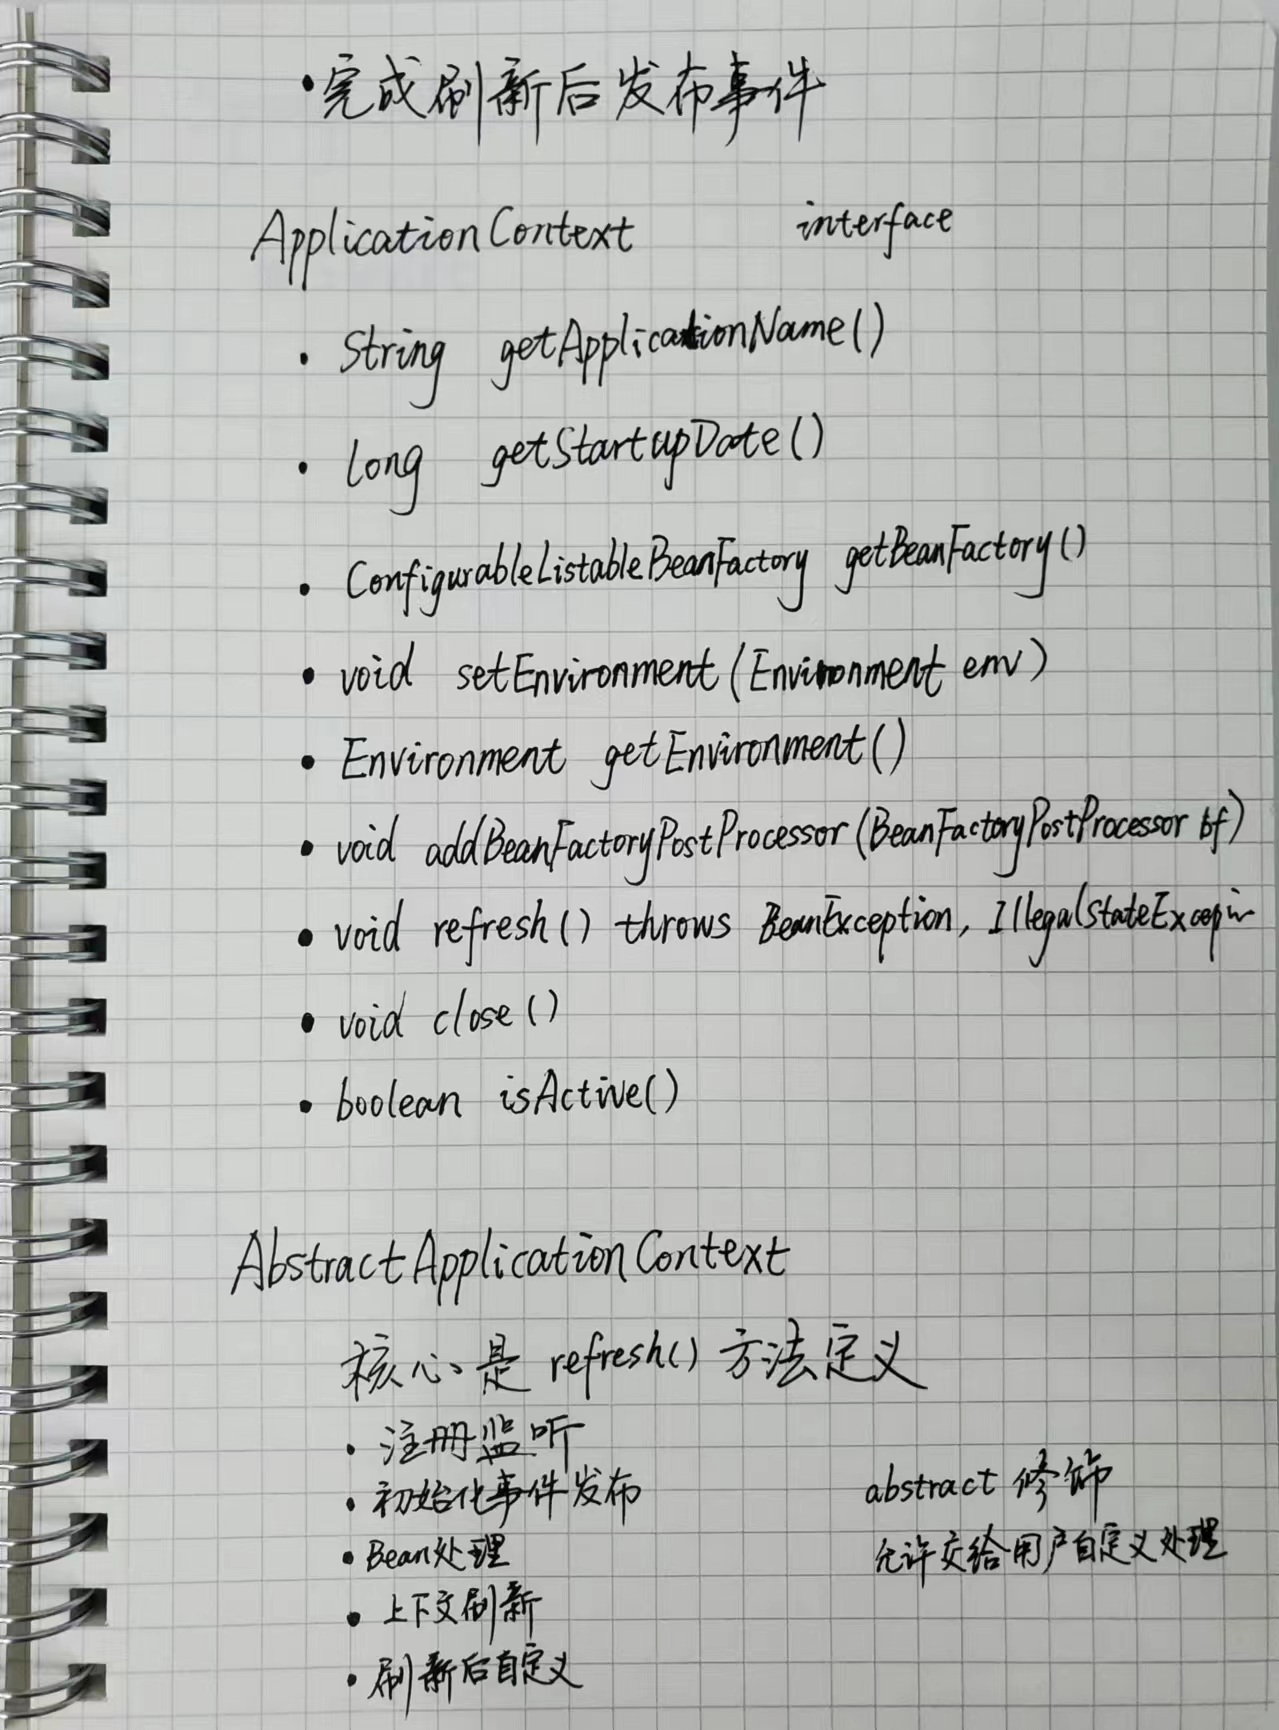 ·完成刷新后发布事件
ApplicationContext interface
· String getApplicationName()
· long getStartupDate()
· ConfigurableListableBeanFactory getBeanFactory()
· void setEnvironment(Environment env)
· Environment getEnvironment()
· void addBeanFactoryPostProcessor(BeanFactoryPostProcessor bf)
· void refresh() throws BeanException, IllegalStateExcepin
· void close()
· boolean isActive()
AbstractApplicationContext
核心是 refresh() 方法定义
· 注册监听
· 初始化事件发布 abstract 修饰
· Bean处理 允许交给用户自定义处理
· 上下文刷新
· 刷新后自定义